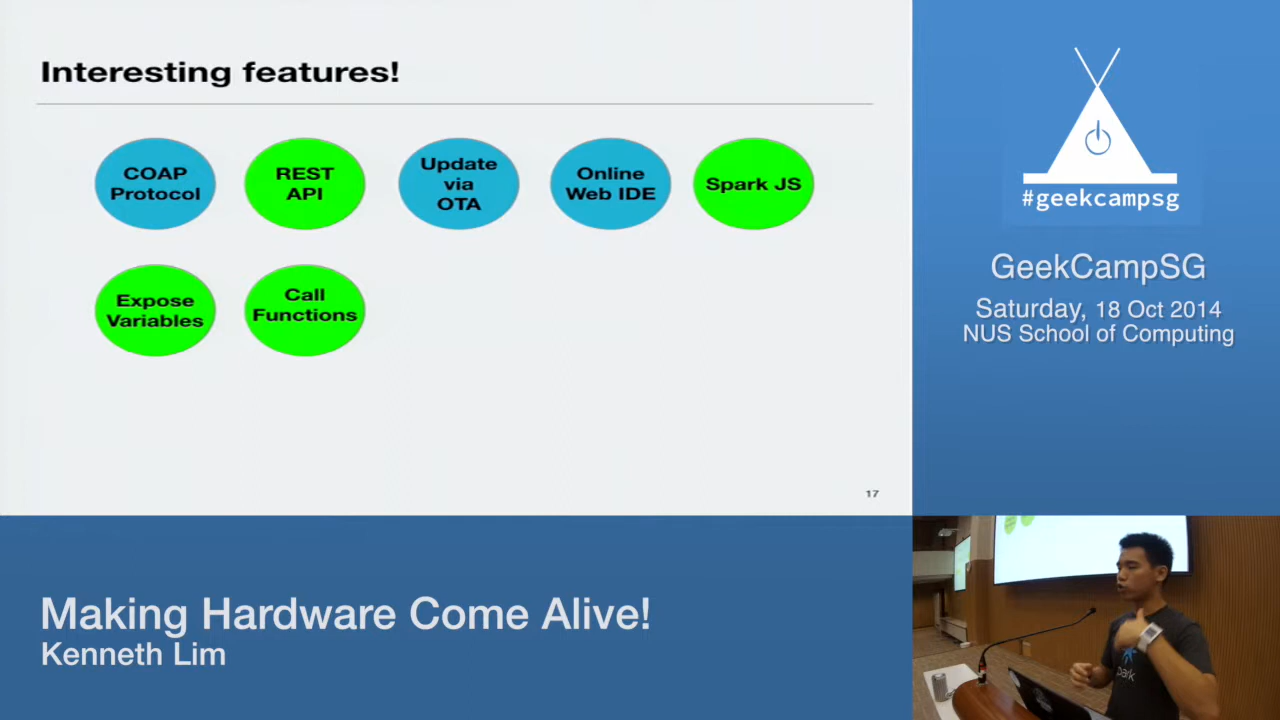 Interesting features!
COAP
Protocol
REST
API
Update
via
OTA
Online
Web IDE
Spark JS
Expose
Variables
Call
Functions
17
#geekcampsg
GeekCampSG
Saturday, 18 Oct 2014
NUS School of Computing
Making Hardware Come Alive!
Kenneth Lim